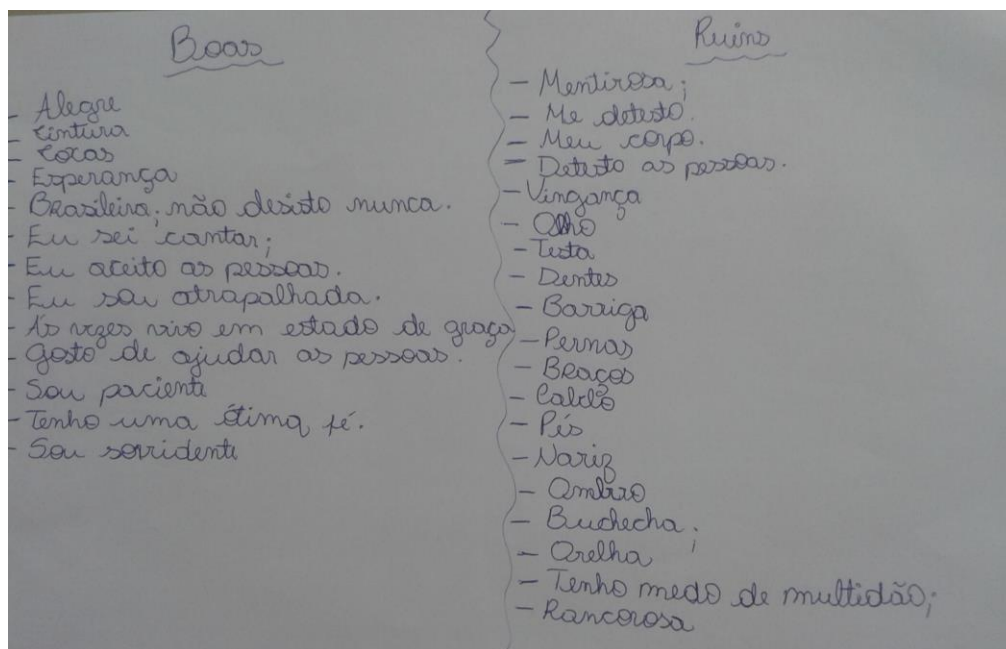 Boas
- Alegre
- Cintura
- Coxas
- Esperança
- Brasileira; não desisto nunca.
- Eu sei cantar;
- Eu aceito as pessoas.
- Eu sou atrapalhada.
- Às vezes vivo em estado de graça
- Gosto de ajudar as pessoas.
- Sou paciente
- Tenho uma ótima fé.
- Sou sorridente
Ruins
- Mentirosa;
- Me detesto.
- Meu corpo.
- Detesto as pessoas.
- Vingança
- Olho
- Testa
- Dentes
- Barriga
- Pernas
- Braços
- Cabelo
- Pés
- Nariz
- Ombro
- Buchecha;
- Orelha
- Tenho medo de multidão;
- Rancorosa